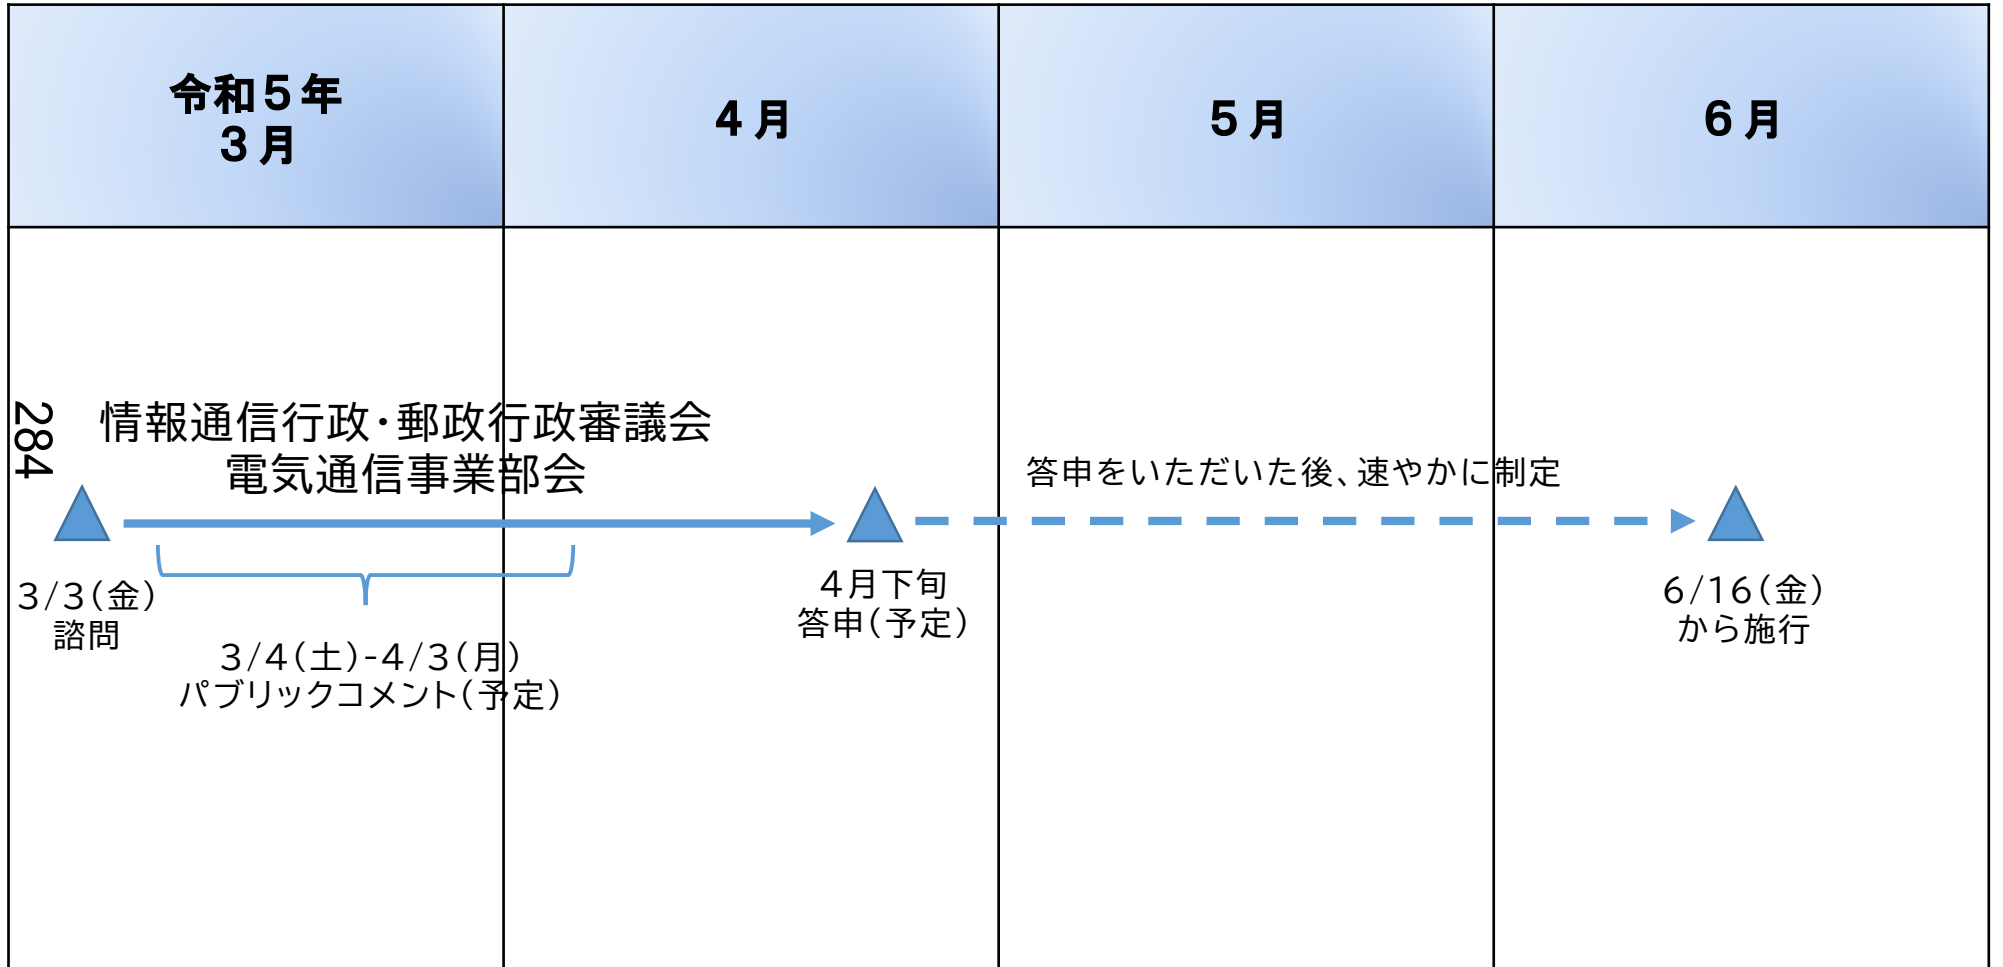 令和５年
３月
４月
５月
６月
284
情報通信行政・郵政行政審議会
電気通信事業部会
答申をいただいた後、速やかに制定
3/3(金)
諮問
3/4(土)-4/3(月)
パブリックコメント(予定)
4月下旬
答申(予定)
6/16(金)
から施行